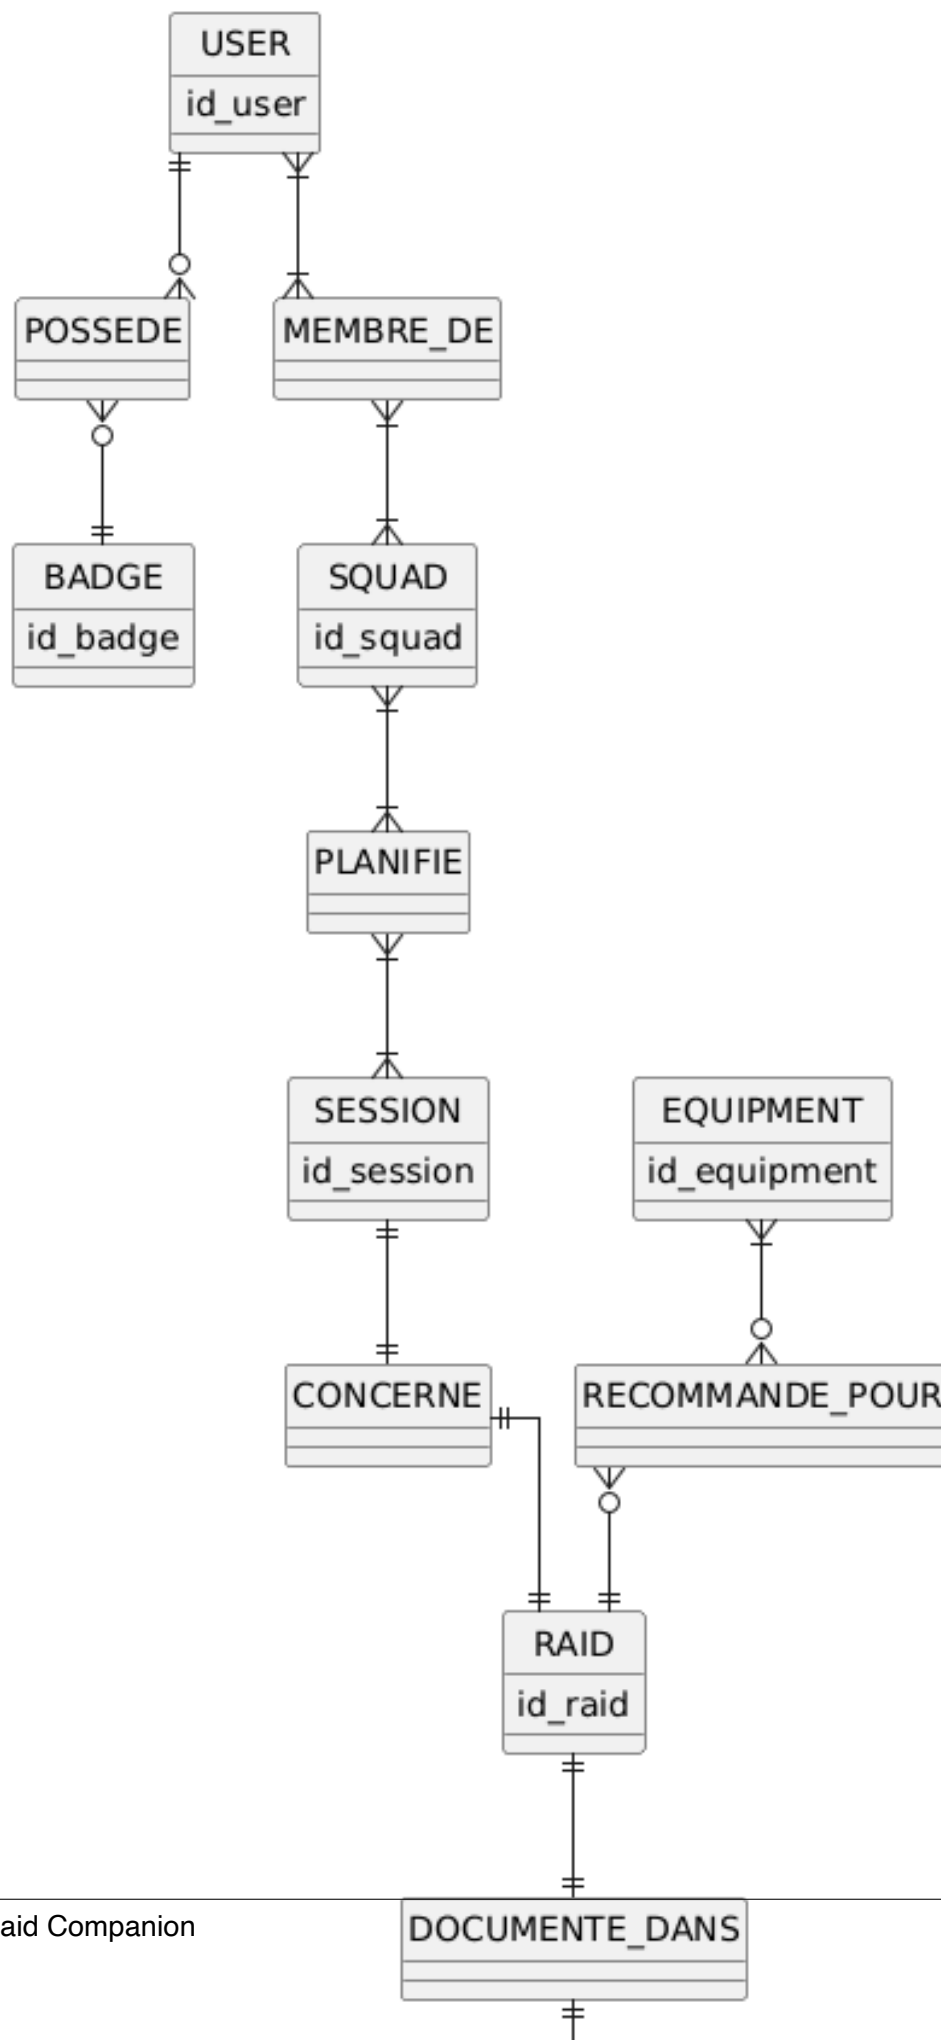 USER
id_user
POSSEDE
MEMBRE_DE
BADGE
id_badge
SQUAD
id_squad
PLANIFIE
SESSION
id_session
EQUIPMENT
id_equipment
CONCERNE
RECOMMANDE_POUR
RAID
id_raid
aid Companion
DOCUMENTE_DANS